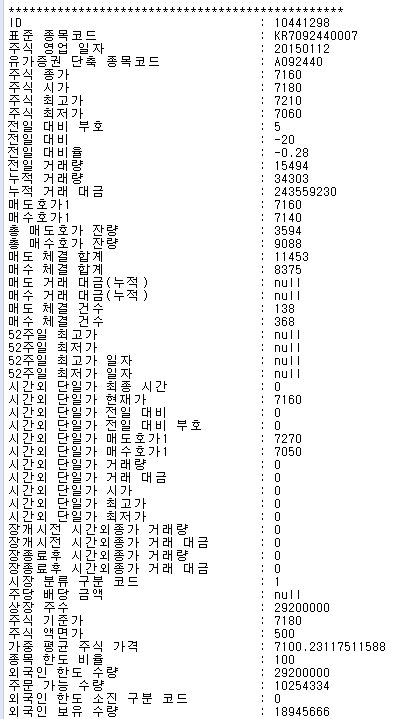 ************************************************
ID : 10441298
표준 종목코드 : KR7092440007
주식 영업 일자 : 20150112
유가증권 단축 종목코드 : A092440
주식 종가 : 7160
주식 시가 : 7180
주식 최고가 : 7210
주식 최저가 : 7060
전일 대비 부호 : 5
전일 대비 : -20
전일 대비율 : -0.28
전일 거래량 : 15494
누적 거래량 : 34303
누적 거래 대금 : 243559230
매도호가1 : 7160
매수호가1 : 7140
총 매도호가 잔량 : 3594
총 매수호가 잔량 : 9088
매도 체결 합계 : 11453
매수 체결 합계 : 8375
매도 거래 대금(누적) : null
매수 거래 대금(누적) : null
매도 체결 건수 : 138
매수 체결 건수 : 368
52주일 최고가 : null
52주일 최저가 : null
52주일 최고가 일자 : null
52주일 최저가 일자 : null
시간외 단일가 최종 시간 : 0
시간외 단일가 현재가 : 7160
시간외 단일가 전일 대비 : 0
시간외 단일가 전일 대비 부호 : 0
시간외 단일가 매도호가1 : 7270
시간외 단일가 매수호가1 : 7050
시간외 단일가 거래량 : 0
시간외 단일가 거래 대금 : 0
시간외 단일가 시가 : 0
시간외 단일가 최고가 : 0
시간외 단일가 최저가 : 0
장개시전 시간외종가 거래량 : 0
장개시전 시간외종가 거래 대금 : 0
장종료후 시간외종가 거래량 : 0
장종료후 시간외종가 거래 대금 : 0
시장 분류 구분 코드 : 1
주당 배당 금액 : null
상장 주수 : 29200000
주식 기준가 : 7180
주식 액면가 : 500
가중 평균 주식 가격 : 7100.23117511588
종목 한도 비율 : 100
외국인 한도 수량 : 29200000
주문 가능 수량 : 10254334
외국인 한도 소진 구분 코드 : 0
외국인 보유 수량 : 18945666